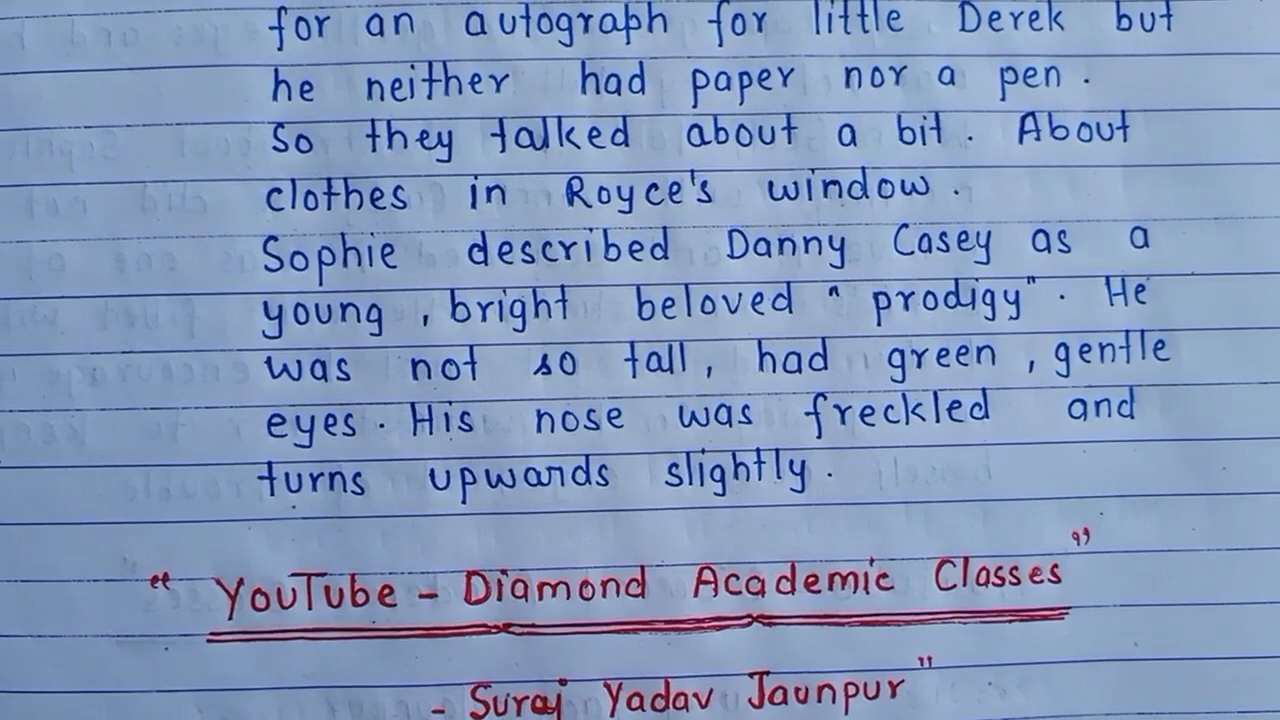 for an autograph for little Derek but
he neither had paper nor a pen.
So they talked about a bit. About
clothes in Royce's window.
Sophie described Danny Casey as a
young, bright beloved "prodigy". He
was not so tall, had green, gentle
eyes. His nose was freckled and
turns upwards slightly.
"YouTube - Diamond Academic Classes"
- Suraj Yadav Jaunpur"